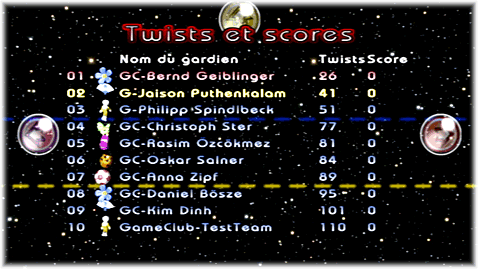 Twists et scores
Nom du gardien Twists Score
01 GC-Bernd Geiblinger 26 0
02 G-Jaison Puthenkalam 41 0
03 G-Philipp Spindlbeck 51 0
04 GC-Christoph Ster 77 0
05 GC-Rasim Özcökmez 81 0
06 GC-Oskar Salner 84 0
07 GC-Anna Zipf 89 0
08 GC-Daniel Bösze 95 0
09 GC-Kim Dinh 101 0
10 GameClub-TestTeam 110 0